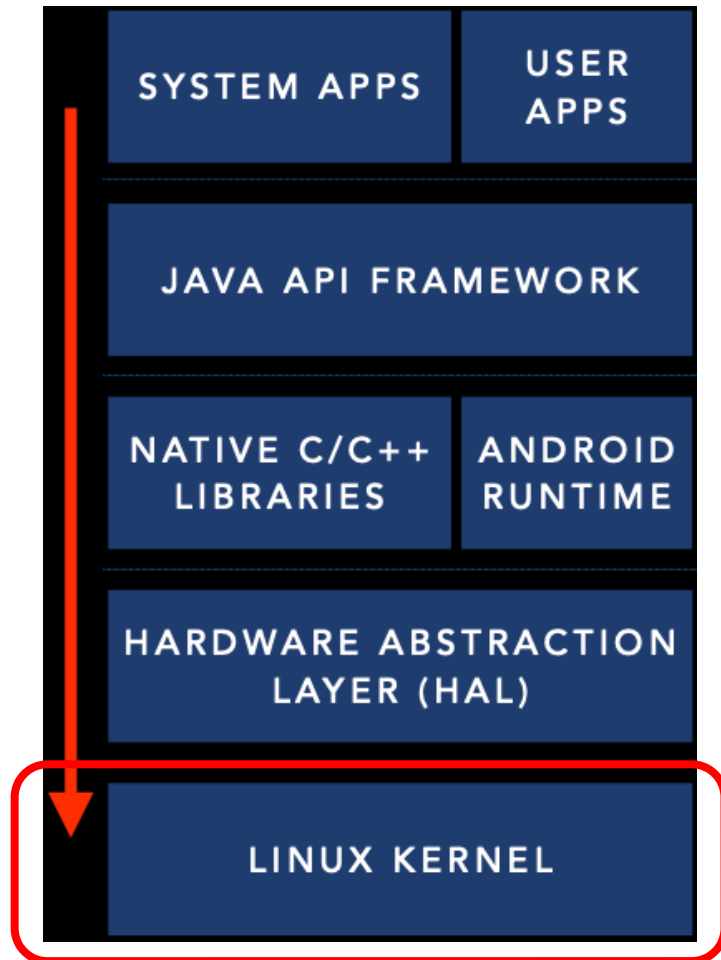 SYSTEM APPS
USER
APPS
JAVA API FRAMEWORK
NATIVE C/C++
LIBRARIES
ANDROID
RUNTIME
HARDWARE ABSTRACTION
LAYER (HAL)
LINUX KERNEL